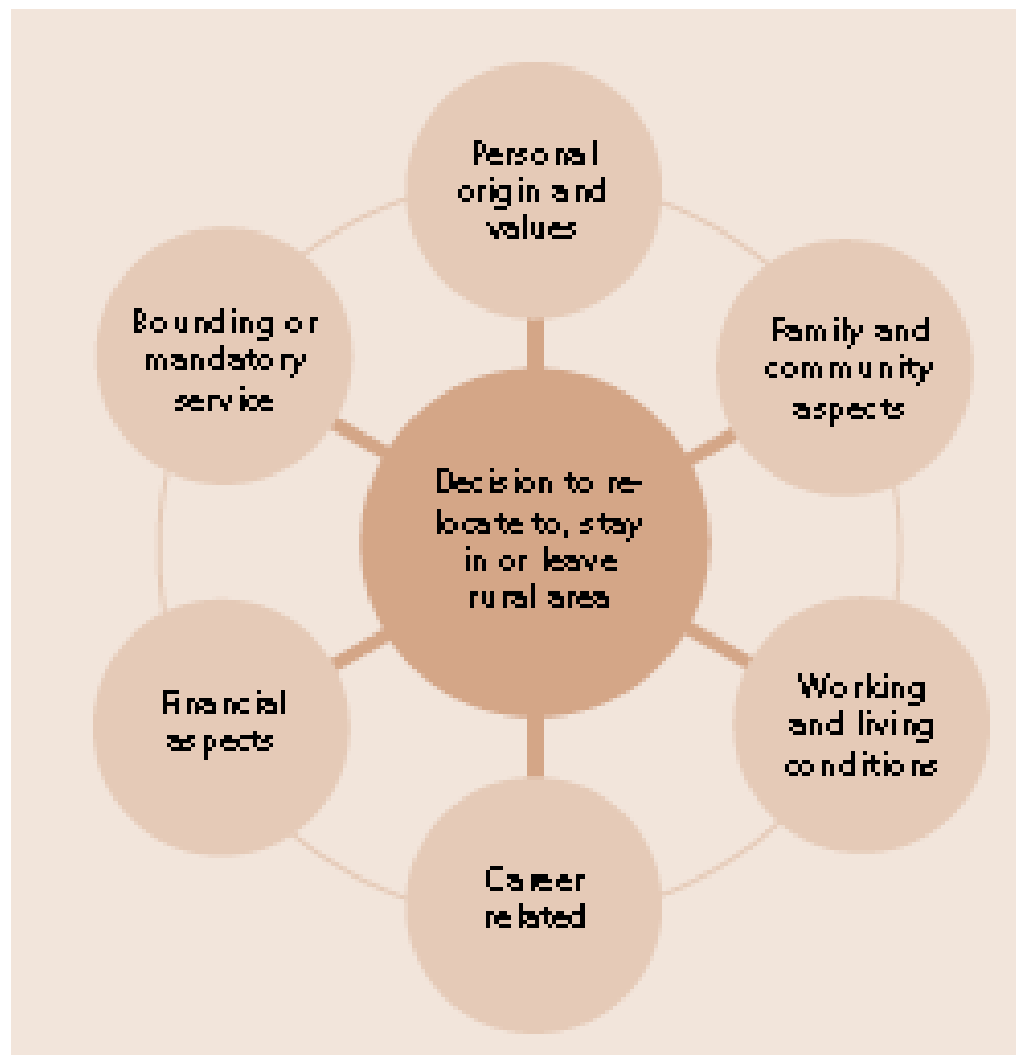 Personal
origin and
values
Family and
community
aspects
Working
and living
conditions
Career
related
Financial
aspects
Bounding or
mandatory
service
Decision to re-
locate to, stay
in or leave
rural area